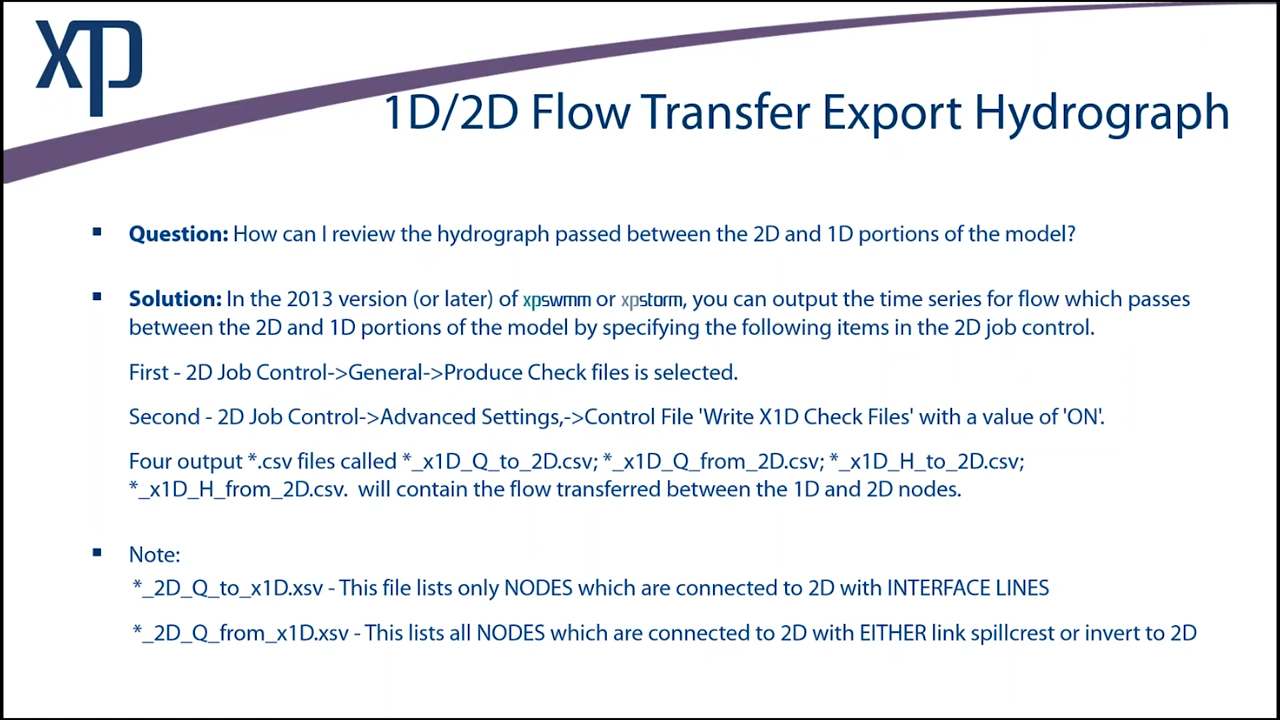 xp
1D/2D Flow Transfer Export Hydrograph
▪ Question: How can I review the hydrograph passed between the 2D and 1D portions of the model?
▪ Solution: In the 2013 version (or later) of xpswmm or xpstorm, you can output the time series for flow which passes
between the 2D and 1D portions of the model by specifying the following items in the 2D job control.
First - 2D Job Control->General->Produce Check files is selected.
Second - 2D Job Control->Advanced Settings,->Control File 'Write X1D Check Files' with a value of 'ON'.
Four output *.csv files called *_x1D_Q_to_2D.csv; *_x1D_Q_from_2D.csv; *_x1D_H_to_2D.csv;
*_x1D_H_from_2D.csv. will contain the flow transferred between the 1D and 2D nodes.
▪ Note:
*_2D_Q_to_x1D.xsv - This file lists only NODES which are connected to 2D with INTERFACE LINES
*_2D_Q_from_x1D.xsv - This lists all NODES which are connected to 2D with EITHER link spillcrest or invert to 2D